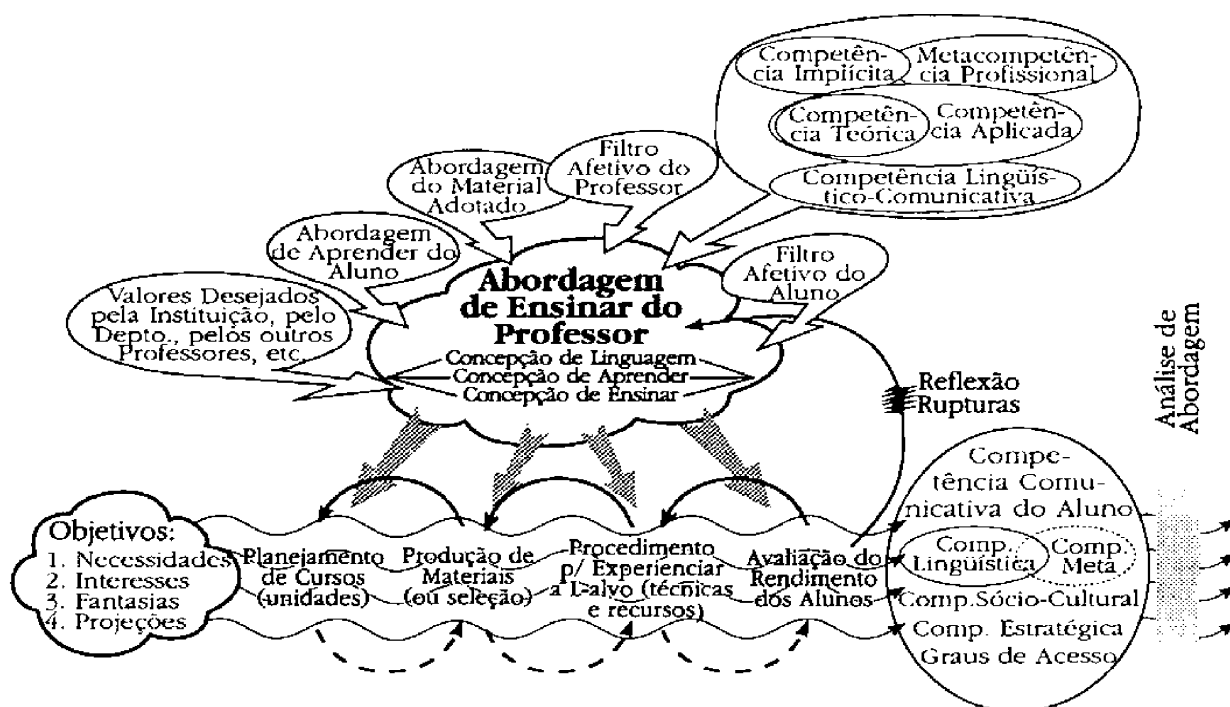 Competên-
cia Implícita
Metacompetên-
cia Profissional
Competên-
cia Teórica
Competên-
cia Aplicada
Competência Lingüís-
tico-Comunicativa
Filtro
Afetivo do
Professor
Abordagem
do Material
Adotado
Abordagem
de Aprender do
Aluno
Valores Desejados
pela Instituição, pelo
Depto., pelos outros
Professores, etc.
Filtro
Afetivo do
Aluno
Abordagem
de Ensinar do
Professor
Concepção de Linguagem
Concepção de Aprender
Concepção de Ensinar
Reflexão
Rupturas
Análise de
Abordagem
Objetivos:
1. Necessidades
2. Interesses
3. Fantasias
4. Projeções
Planejamento
de Cursos
(unidades)
Produção de
Materiais
(ou seleção)
Procedimento
p/ Experienciar
a L-alvo (técnicas
e recursos)
Avaliação do
Rendimento
dos Alunos
Compe-
tência Comu-
nicativa do Aluno
Comp.
Lingüística
Comp.
Meta
Comp.Sócio-Cultural
Comp. Estratégica
Graus de Acesso